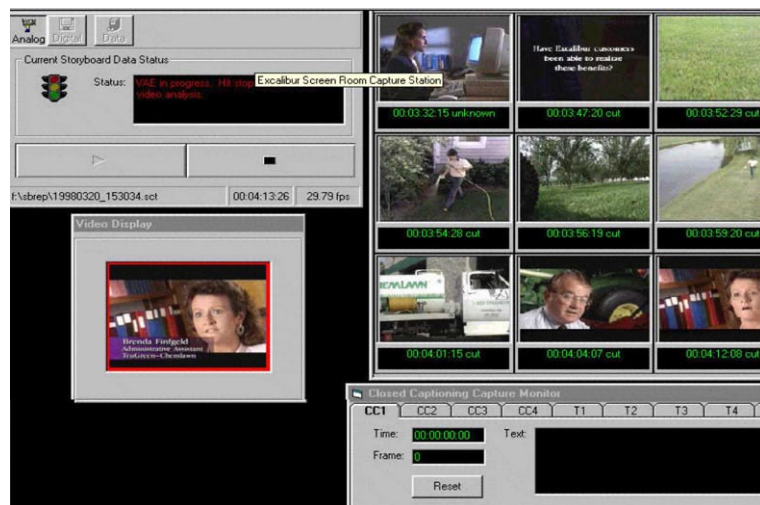 Analog Digital Data
Current Storyboard Data Status
Status:
VAE in progress. Hit stop
video analysis.
Excalibur Screen Room Capture Station
f:\sbrep\19980320_153034.sct
00:04:13:26
29.79 fps
Video Display
Brenda Finfgeld
Administrative Assistant
TruGreen-Chemlawn
Have Excalibur customers
been able to realize
these benefits?
00:03:32:15 unknown
00:03:47:20 cut
00:03:52:29 cut
00:03:54:28 cut
00:03:56:19 cut
00:03:59:20 cut
HEMLAWN
00:04:01:15 cut
00:04:04:07 cut
00:04:12:08 cut
Closed Captioning Capture Monitor
CC1 CC2 CC3 CC4 T1 T2 T3 T4
Time: 00:00:00:00 Text:
Frame: 0
Reset